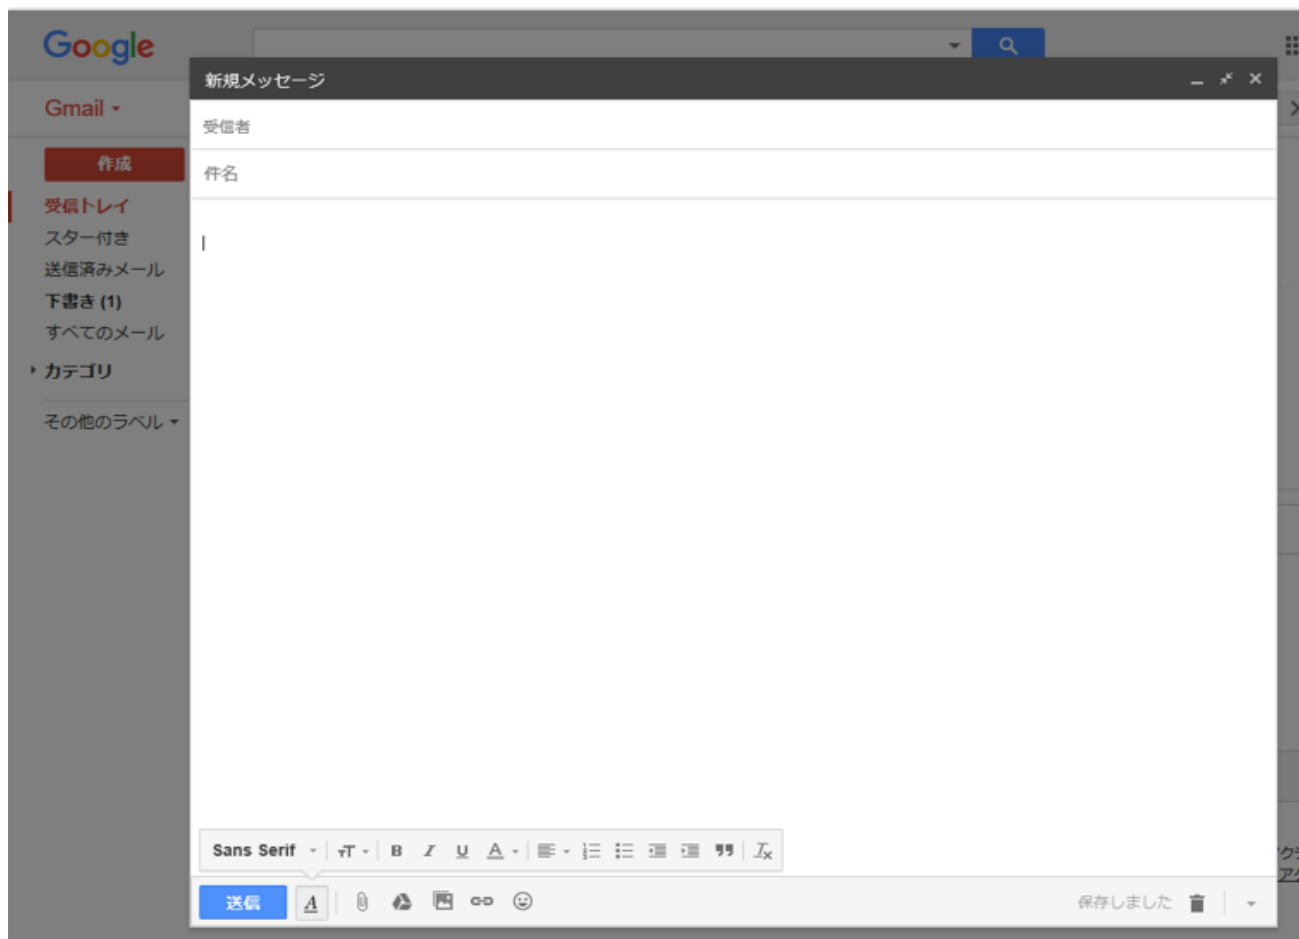 Google
新規メッセージ
Gmail
受信者
作成
件名
受信トレイ
スター付き
送信済みメール
下書き (1)
すべてのメール
カテゴリ
その他のラベル
Sans Serif
送信
保存しました